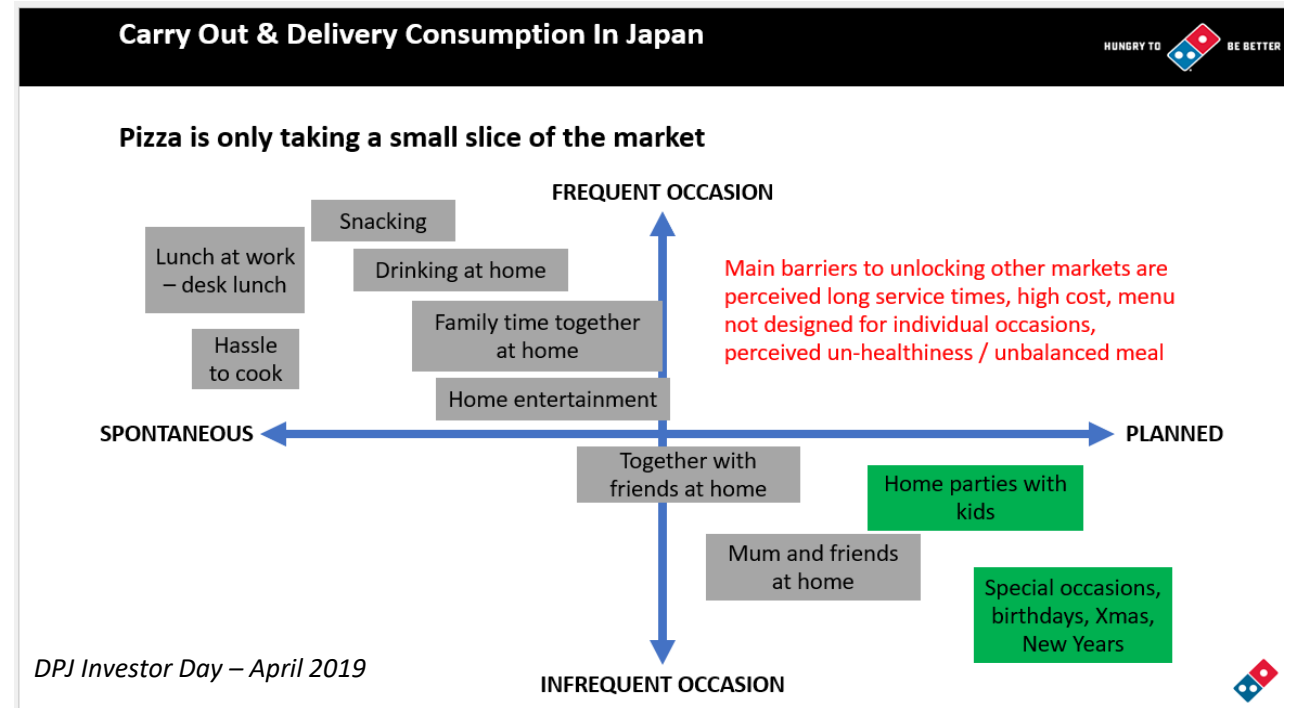 Carry Out & Delivery Consumption In Japan
HUNGRY TO BE BETTER
Pizza is only taking a small slice of the market
FREQUENT OCCASION
Snacking
Lunch at work
– desk lunch
Drinking at home
Main barriers to unlocking other markets are
perceived long service times, high cost, menu
not designed for individual occasions,
perceived un-healthiness / unbalanced meal
Family time together
at home
Hassle
to cook
Home entertainment
SPONTANEOUS
PLANNED
Together with
friends at home
Home parties with
kids
Mum and friends
at home
Special occasions,
birthdays, Xmas,
New Years
DPJ Investor Day – April 2019
INFREQUENT OCCASION